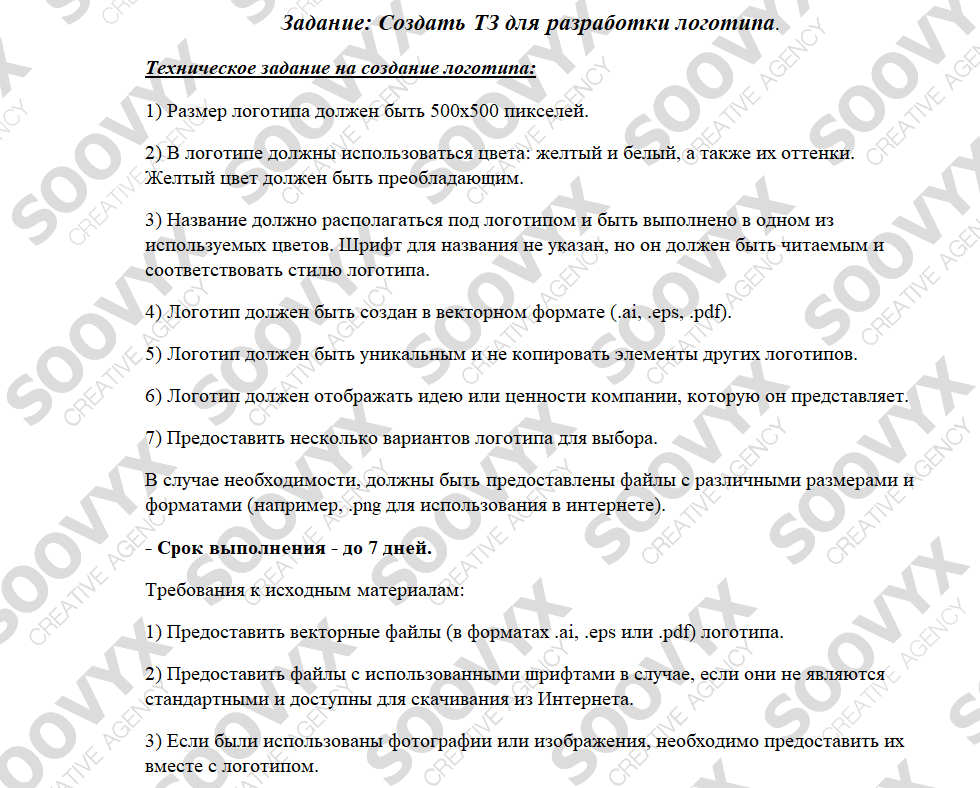 Задание: Создать ТЗ для разработки логотипа.
Техническое задание на создание логотипа:
1) Размер логотипа должен быть 500х500 пикселей.
2) В логотипе должны использоваться цвета: желтый и белый, а также их оттенки.
Желтый цвет должен быть преобладающим.
3) Название должно располагаться под логотипом и быть выполнено в одном из
используемых цветов. Шрифт для названия не указан, но он должен быть читаемым и
соответствовать стилю логотипа.
4) Логотип должен быть создан в векторном формате (.ai, .eps, .pdf).
5) Логотип должен быть уникальным и не копировать элементы других логотипов.
6) Логотип должен отображать идею или ценности компании, которую он представляет.
7) Предоставить несколько вариантов логотипа для выбора.
В случае необходимости, должны быть предоставлены файлы с различными размерами и
форматами (например, .png для использования в интернете).
- Срок выполнения - до 7 дней.
Требования к исходным материалам:
1) Предоставить векторные файлы (в форматах .ai, .eps или .pdf) логотипа.
2) Предоставить файлы с использованными шрифтами в случае, если они не являются
стандартными и доступны для скачивания из Интернета.
3) Если были использованы фотографии или изображения, необходимо предоставить их
вместе с логотипом.
SOOVYX
CREATIVE AGENCY